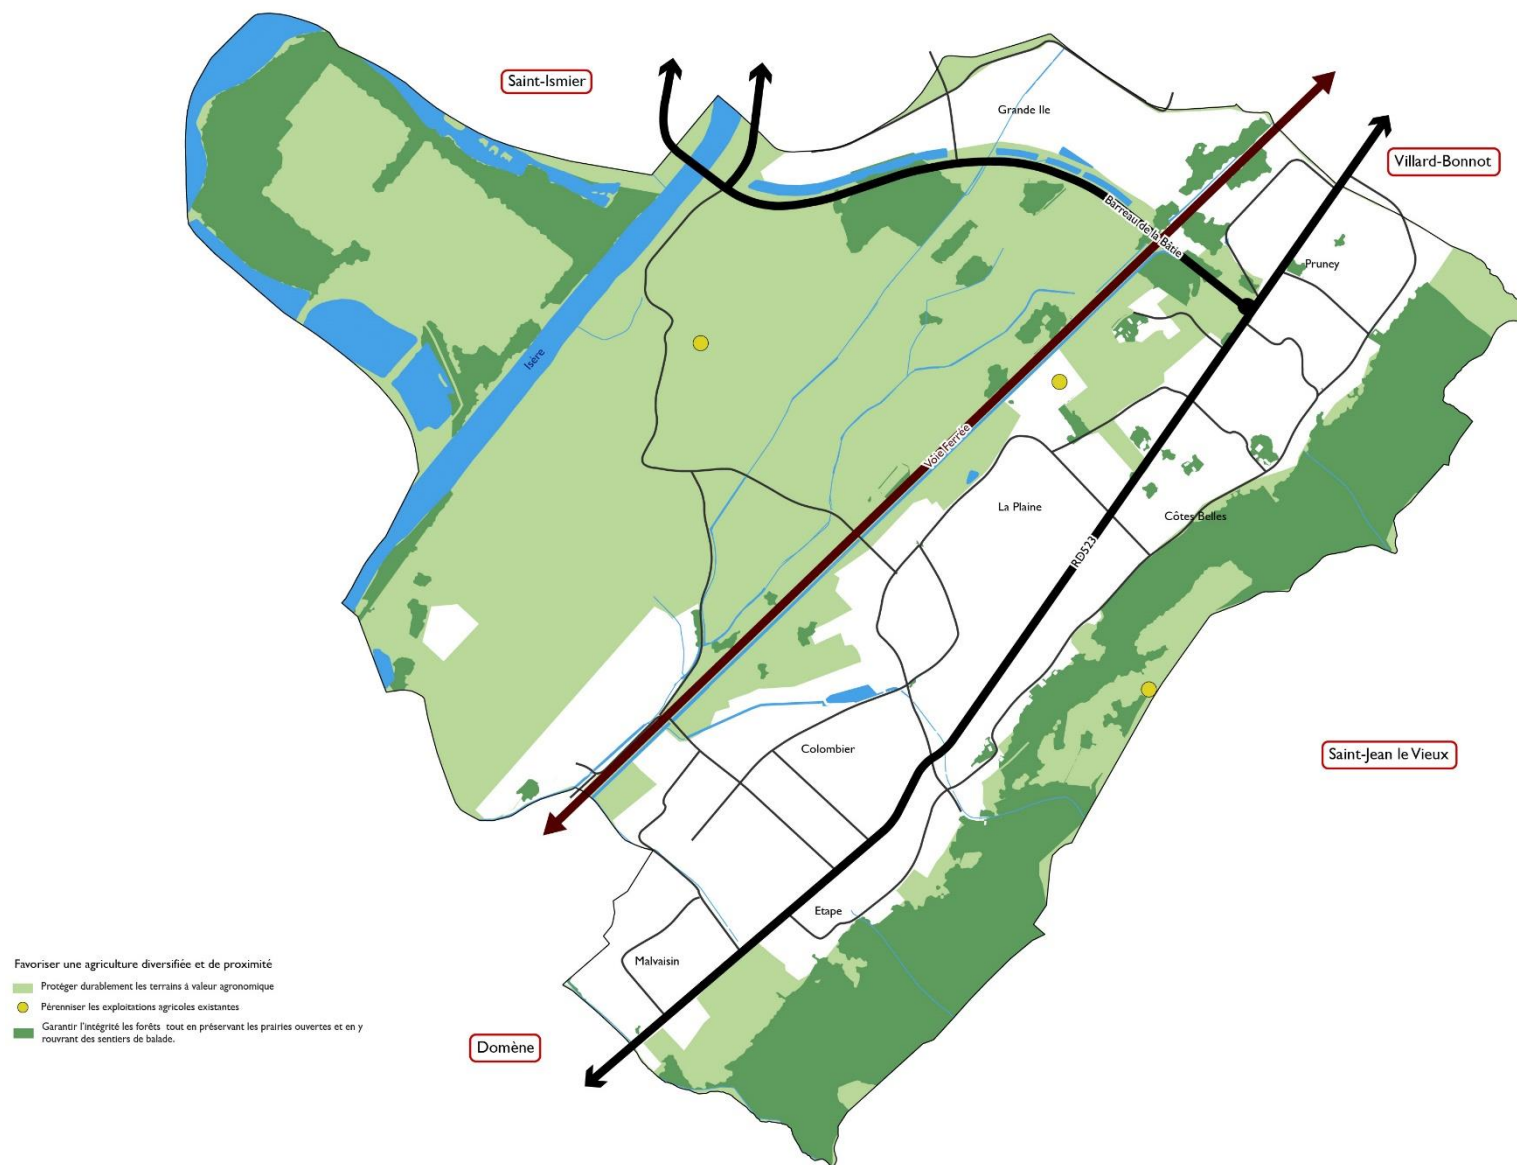 Saint-Ismier
Grande Ile
Villard-Bonnot
Barreau de la Bâtie
Pruney
Isère
Voie Ferrée
La Plaine
Côtes Belles
RD523
Colombier
Saint-Jean le Vieux
Etape
Malvaisin
Domène
Favoriser une agriculture diversifiée et de proximité
Protéger durablement les terrains à valeur agronomique
Pérenniser les exploitations agricoles existantes
Garantir l'intégrité les forêts tout en préservant les prairies ouvertes et en y
rouvrant des sentiers de balade.